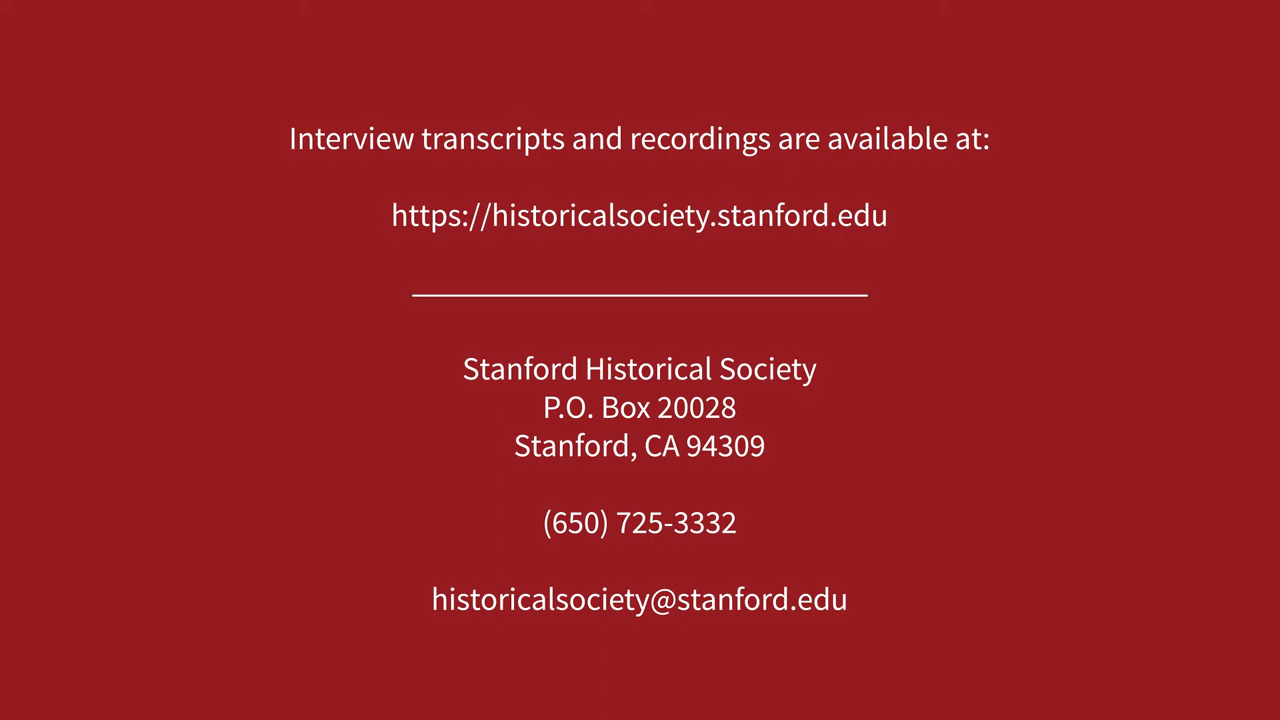 Interview transcripts and recordings are available at:
https://historicalsociety.stanford.edu
Stanford Historical Society
P.O. Box 20028
Stanford, CA 94309
(650) 725-3332
historicalsociety@stanford.edu